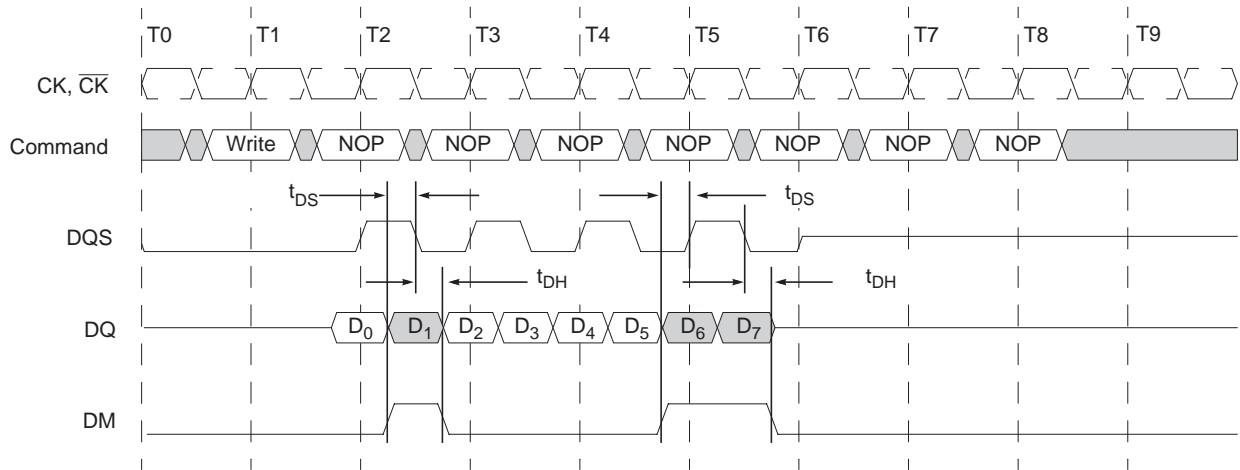 T0 T1 T2 T3 T4 T5 T6 T7 T8 T9
CK, CK
Command Write NOP NOP NOP NOP NOP NOP NOP
tDS tDS
DQS
tDH tDH
DQ D0 D1 D2 D3 D4 D5 D6 D7
DM